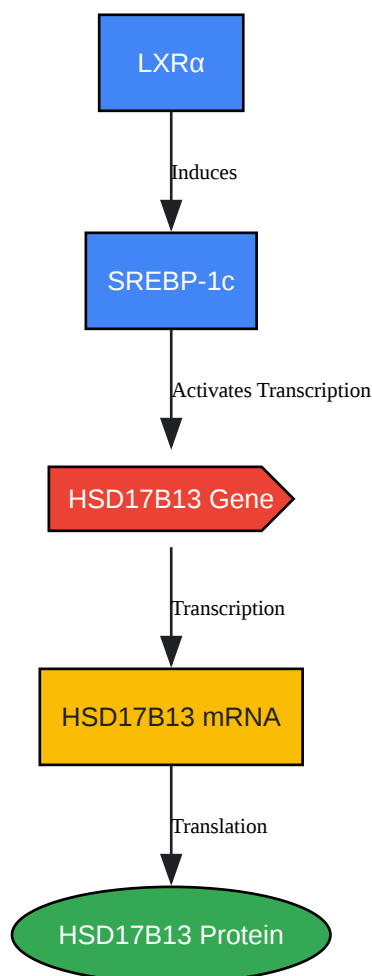 LXRα
Induces
SREBP-1c
Activates Transcription
HSD17B13 Gene
Transcription
HSD17B13 mRNA
Translation
HSD17B13 Protein